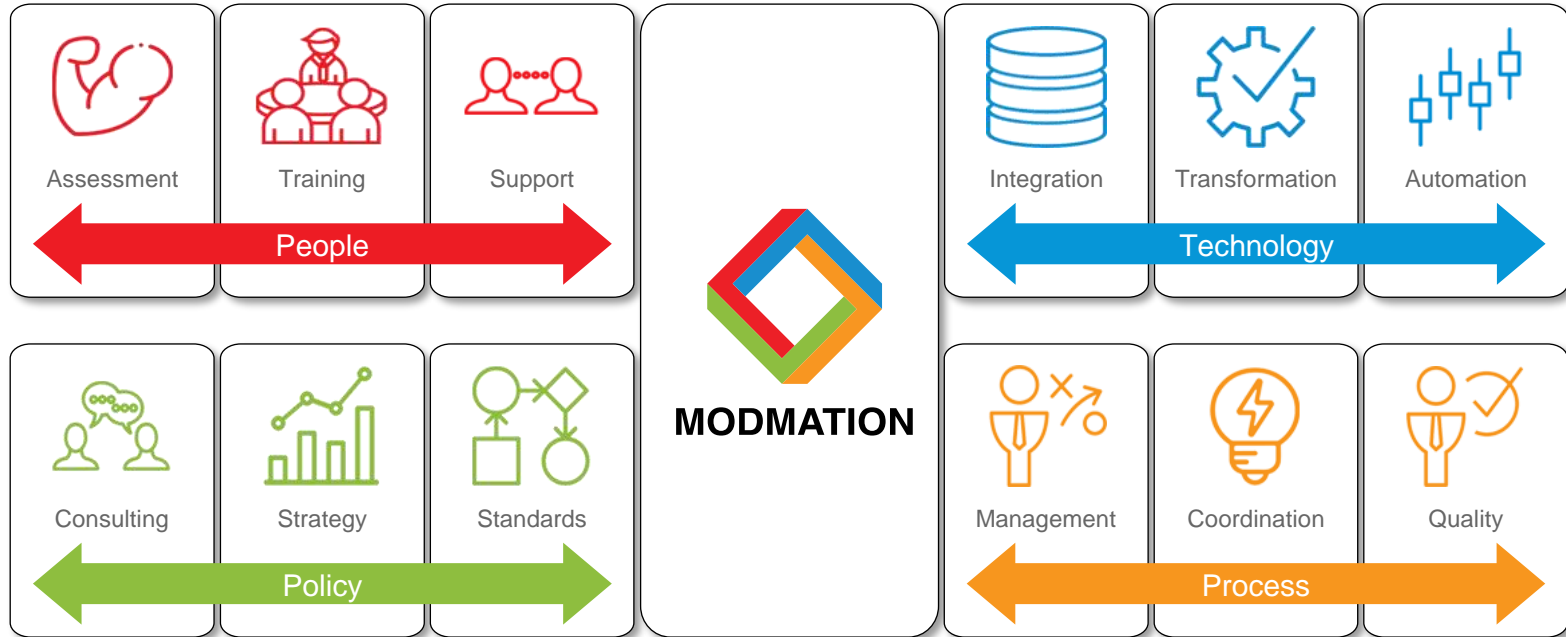 Assessment
Training
Support
People
Consulting
Strategy
Standards
Policy
MODMATION
Integration
Transformation
Automation
Technology
Management
Coordination
Quality
Process